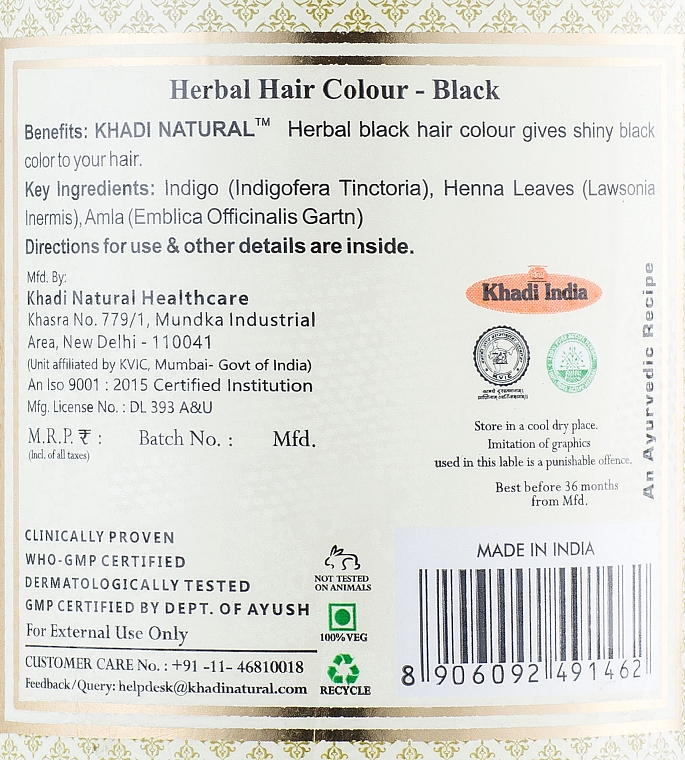 Herbal Hair Colour - Black
Benefits: KHADI NATURAL™ Herbal black hair colour gives shiny black
color to your hair.
Key Ingredients: Indigo (Indigofera Tinctoria), Henna Leaves (Lawsonia
Inermis), Amla (Emblica Officinalis Gartn)
Directions for use & other details are inside.
Mfd. By:
Khadi Natural Healthcare
Khasra No. 779/1, Mundka Industrial
Area, New Delhi - 110041
(Unit affiliated by KVIC, Mumbai- Govt of India)
An Iso 9001 : 2015 Certified Institution
Mfg. License No. : DL 393 A&U
M.R.P. ₹ : Batch No. : Mfd.
(Incl. of all taxes)
Khadi India
KVIC
Store in a cool dry place.
Imitation of graphics
used in this lable is a punishable offence.
Best before 36 months
from Mfd.
An Ayurvedic Recipe
CLINICALLY PROVEN
WHO-GMP CERTIFIED
DERMATOLOGICALLY TESTED
GMP CERTIFIED BY DEPT. OF AYUSH
For External Use Only
CUSTOMER CARE No. : +91 -11- 46810018
Feedback/Query: helpdesk@khadinatural.com
NOT TESTED
ON ANIMALS
100% VEG
RECYCLE
MADE IN INDIA
8 906092 491462